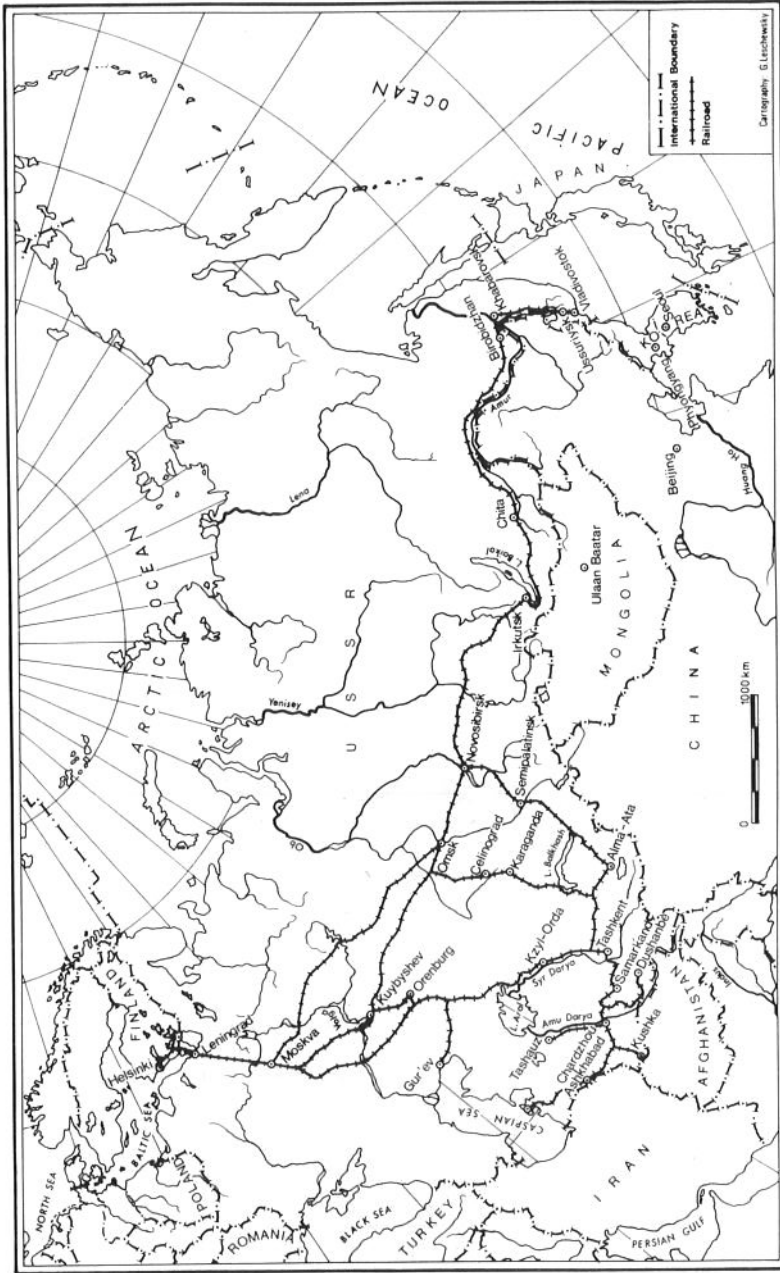 ARCTIC OCEAN
PACIFIC OCEAN
NORTH SEA
BALTIC SEA
FINLAND
Helsinki
Leningrad
Moskva
POLAND
ROMANIA
BLACK SEA
TURKEY
CASPIAN SEA
IRAN
PERSIAN GULF
AFGHANISTAN
USSR
Ob
Yenisey
Lena
Kuybyshev
Orenburg
Gur'ev
L. Aral
Syr Darya
Amu Darya
Kzyl-Orda
Tashauz
Chardzhou
Ashkhabad
Kushka
Tashkent
Samarkand
Dushanbe
Alma-Ata
L. Balkhash
Omsk
Celinograd
Karaganda
Semipalatinsk
Novosibirsk
Irkutsk
L. Baikal
Chita
Amur
Birobidzhan
Khabarovsk
Ussuriysk
Vladivostok
JAPAN
KOREA
Seoul
Phyongyang
Beijing
Huang Ho
Ulaan Baatar
MONGOLIA
CHINA
0 1000 km
International Boundary
Railroad
Cartography: G.Leschewsky